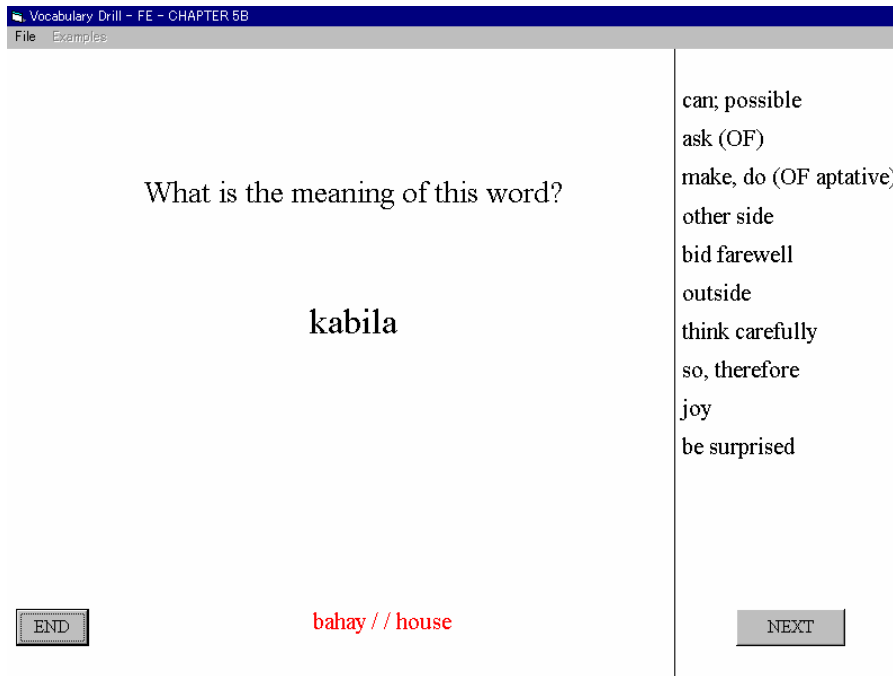 Vocabulary Drill - FE - CHAPTER 5B
File Examples
What is the meaning of this word?
kabila
bahay / / house
END
can; possible
ask (OF)
make, do (OF aptative)
other side
bid farewell
outside
think carefully
so, therefore
joy
be surprised
NEXT